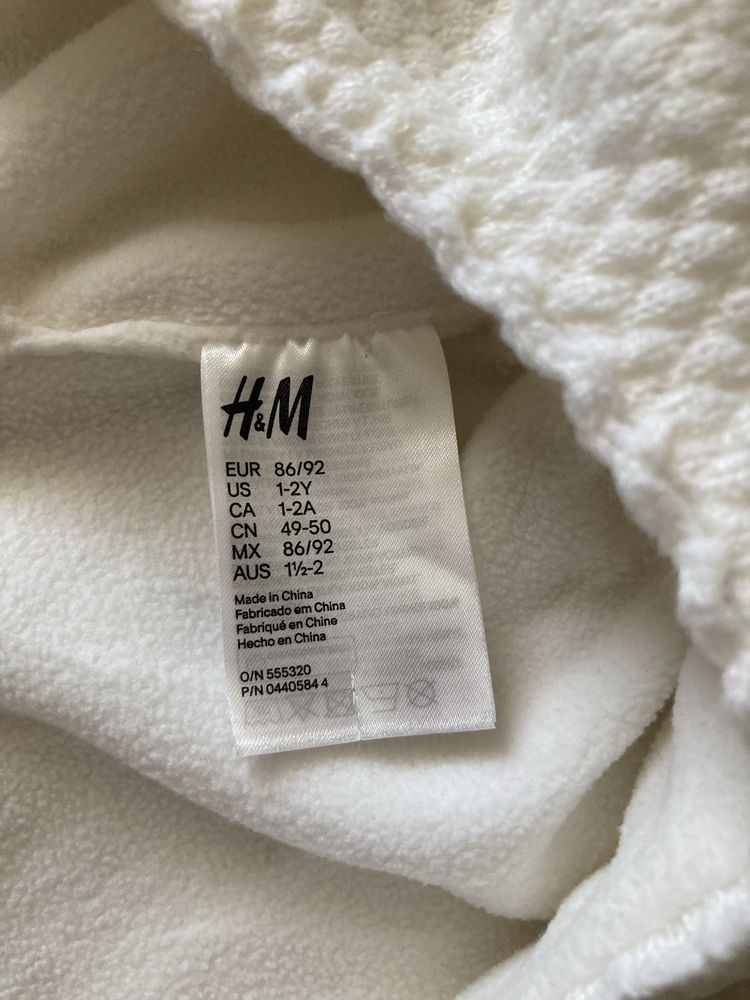 H&M
EUR 86/92
US 1-2Y
CA 1-2A
CN 49-50
MX 86/92
AUS 1½-2
Made in China
Fabricado em China
Fabriqué en Chine
Hecho en China
O/N 555320
P/N 0440584 4